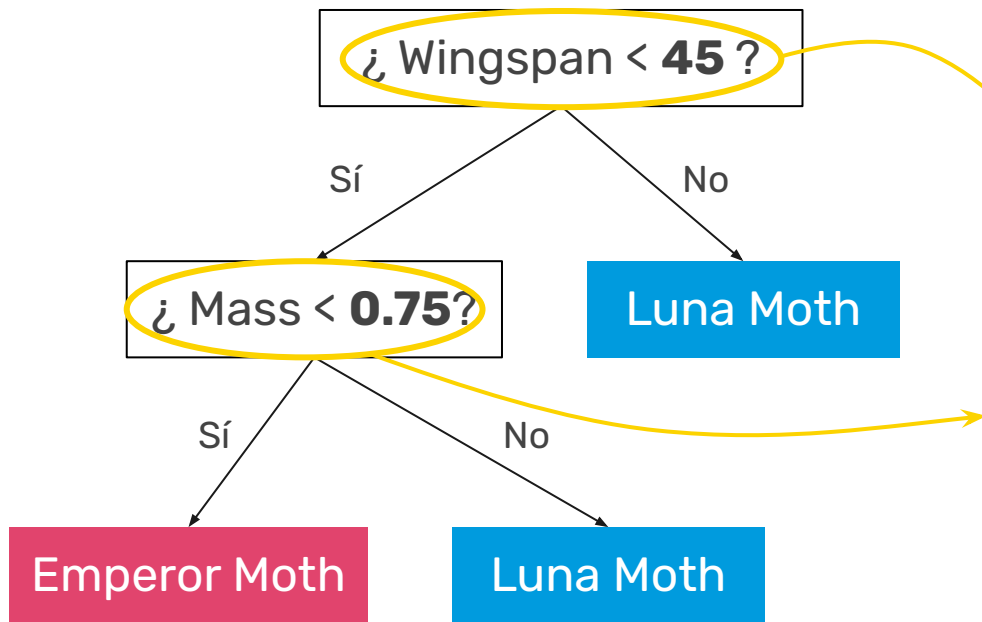 ¿ Wingspan < 45 ?
Sí
No
¿ Mass < 0.75?
Luna Moth
Sí
No
Emperor Moth
Luna Moth